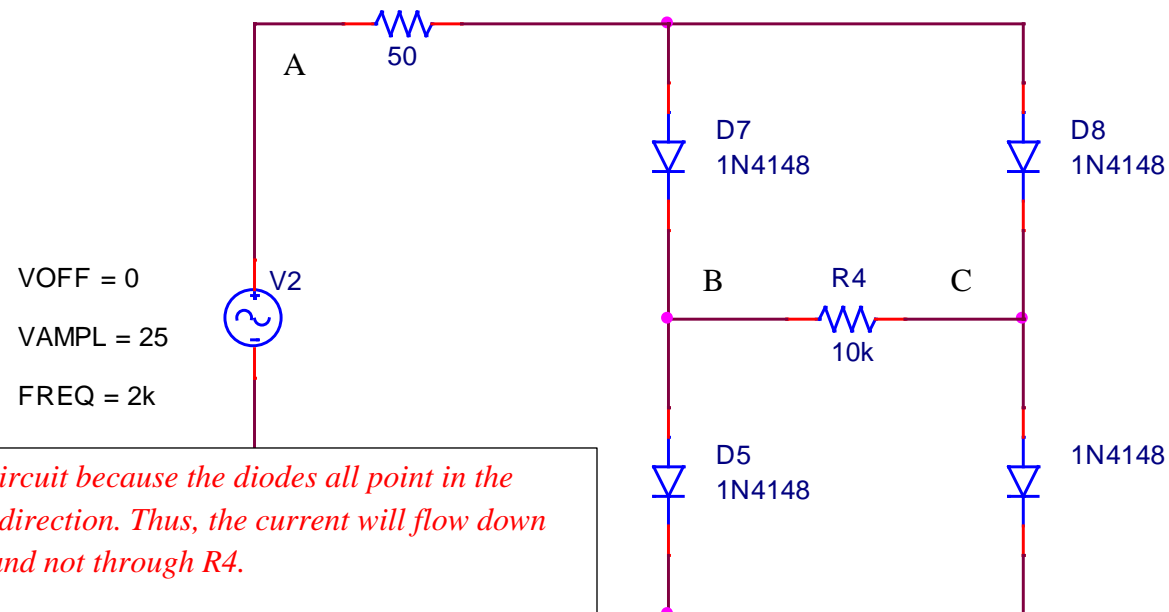 A
50
D7
1N4148
D8
1N4148
VOFF = 0
V2
VAMPL = 25
FREQ = 2k
B
R4
C
10k
D5
1N4148
1N4148
ircuit because the diodes all point in the
direction. Thus, the current will flow down
and not through R4.